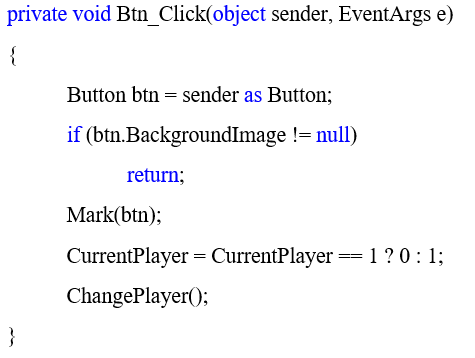 private void Btn_Click(object sender, EventArgs e)
{
Button btn = sender as Button;
if (btn.BackgroundImage != null)
return;
Mark(btn);
CurrentPlayer = CurrentPlayer == 1 ? 0 : 1;
ChangePlayer();
}